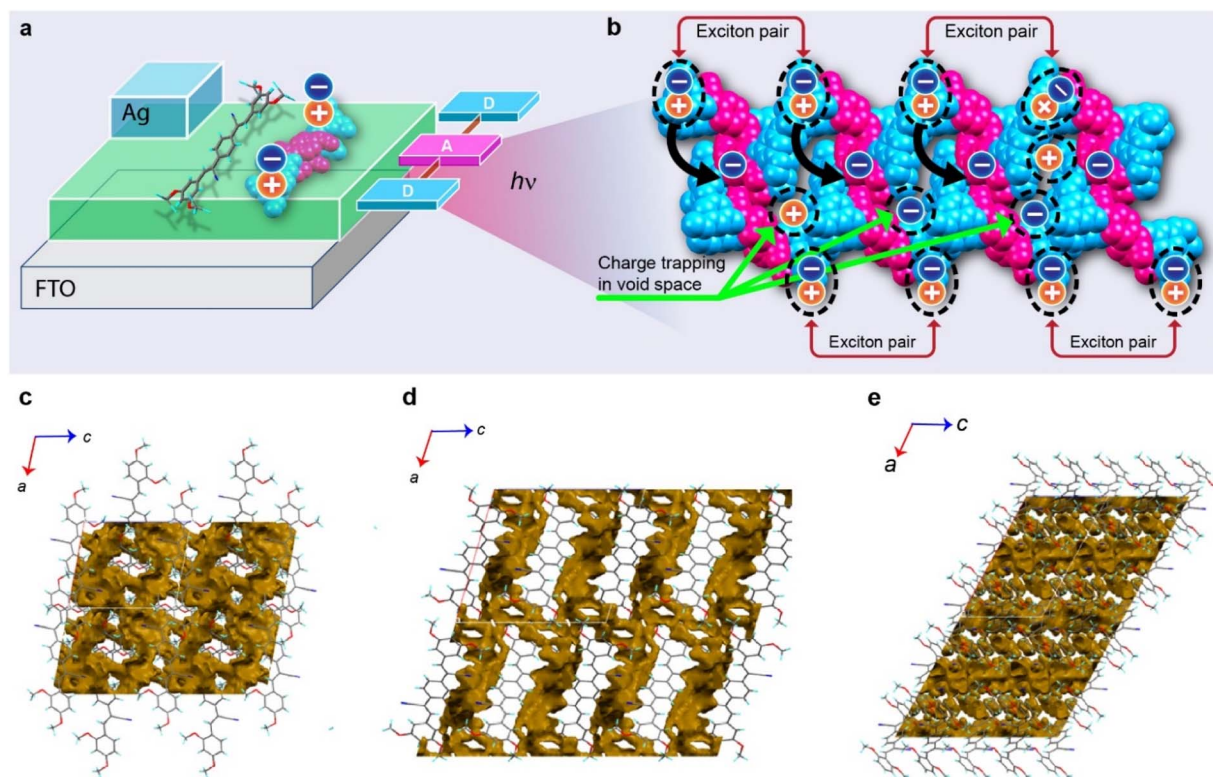 a
Ag
FTO
D
A
D
hν
b
Exciton pair
Exciton pair
Charge trapping
in void space
Exciton pair
Exciton pair
c
c
a
d
c
a
e
c
a